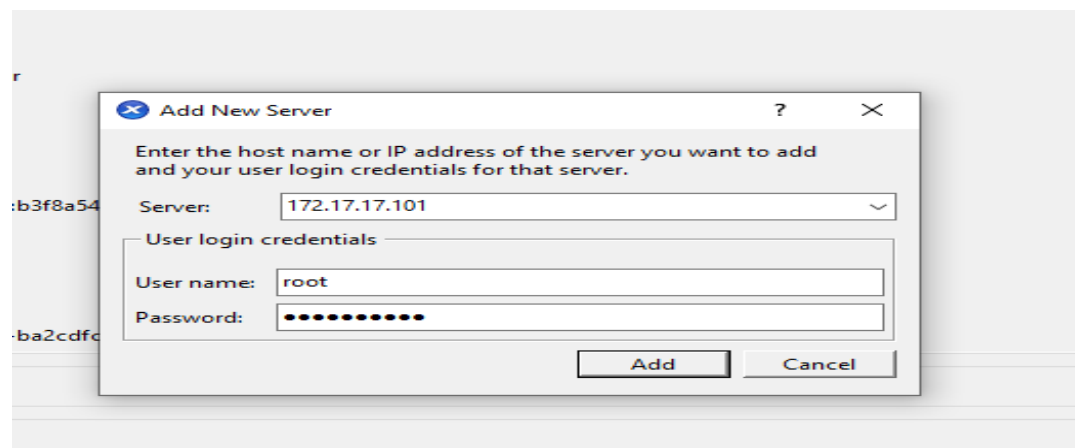 r
Add New Server
?
Enter the host name or IP address of the server you want to add
and your user login credentials for that server.
:b3f8a54
Server: 172.17.17.101
User login credentials
User name: root
Password: ●●●●●●●●●●
-ba2cdfc
Add Cancel